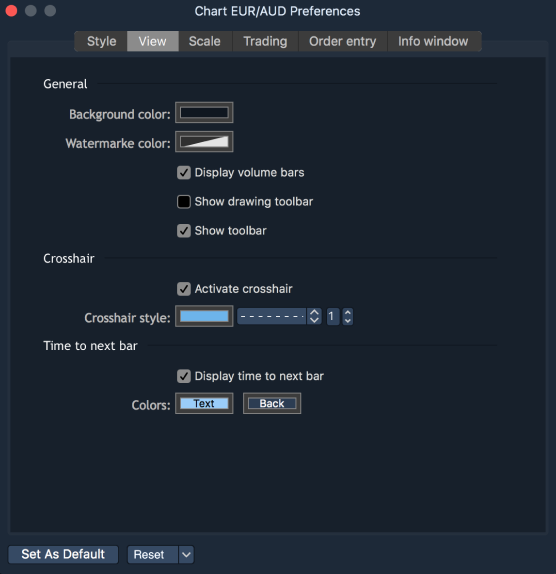 Chart EUR/AUD Preferences
Style View Scale Trading Order entry Info window
General
Background color:
Watermarke color:
Display volume bars
Show drawing toolbar
Show toolbar
Crosshair
Activate crosshair
Crosshair style: 1
Time to next bar
Display time to next bar
Colors: Text Back
Set As Default Reset